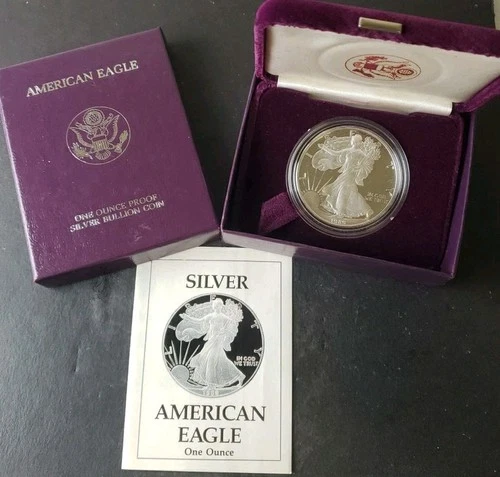 AMERICAN EAGLE
ONE OUNCE PROOF
SILVER BULLION COIN
SILVER
IN GOD
WE TRUST
AMERICAN
EAGLE
One Ounce